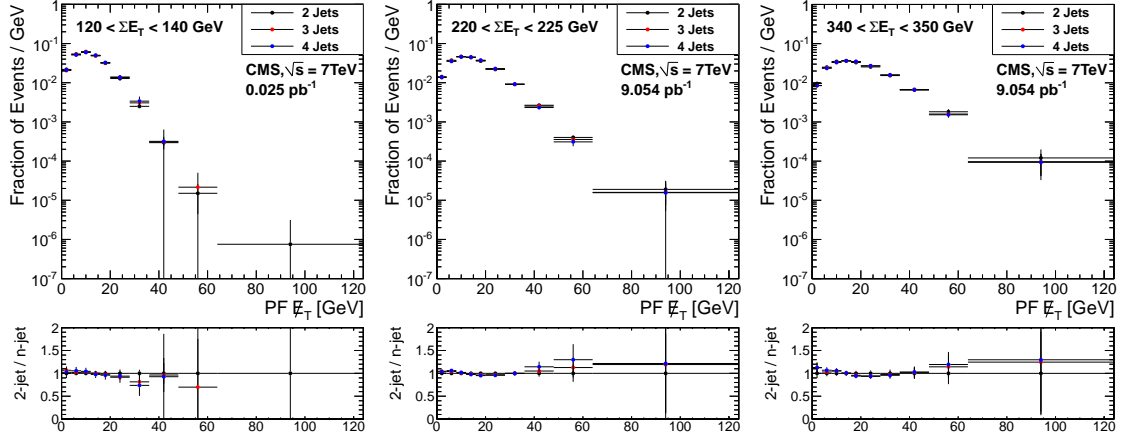 120 < ΣE_T < 140 GeV
2 Jets
3 Jets
4 Jets
CMS,√s = 7TeV
0.025 pb⁻¹
Fraction of Events / GeV
10⁻¹
10⁻²
10⁻³
10⁻⁴
10⁻⁵
10⁻⁶
10⁻⁷
1
0 20 40 60 80 100 120
PF E̸_T [GeV]
2-jet / n-jet
2
1.5
1
0.5
0
0 20 40 60 80 100 120
220 < ΣE_T < 225 GeV
2 Jets
3 Jets
4 Jets
CMS,√s = 7TeV
9.054 pb⁻¹
Fraction of Events / GeV
1
10⁻¹
10⁻²
10⁻³
10⁻⁴
10⁻⁵
10⁻⁶
10⁻⁷
0 20 40 60 80 100 120
PF E̸_T [GeV]
2-jet / n-jet
2
1.5
1
0.5
0
0 20 40 60 80 100 120
340 < ΣE_T < 350 GeV
2 Jets
3 Jets
4 Jets
CMS,√s = 7TeV
9.054 pb⁻¹
Fraction of Events / GeV
1
10⁻¹
10⁻²
10⁻³
10⁻⁴
10⁻⁵
10⁻⁶
10⁻⁷
0 20 40 60 80 100 120
PF E̸_T [GeV]
2-jet / n-jet
2
1.5
1
0.5
0
0 20 40 60 80 100 120